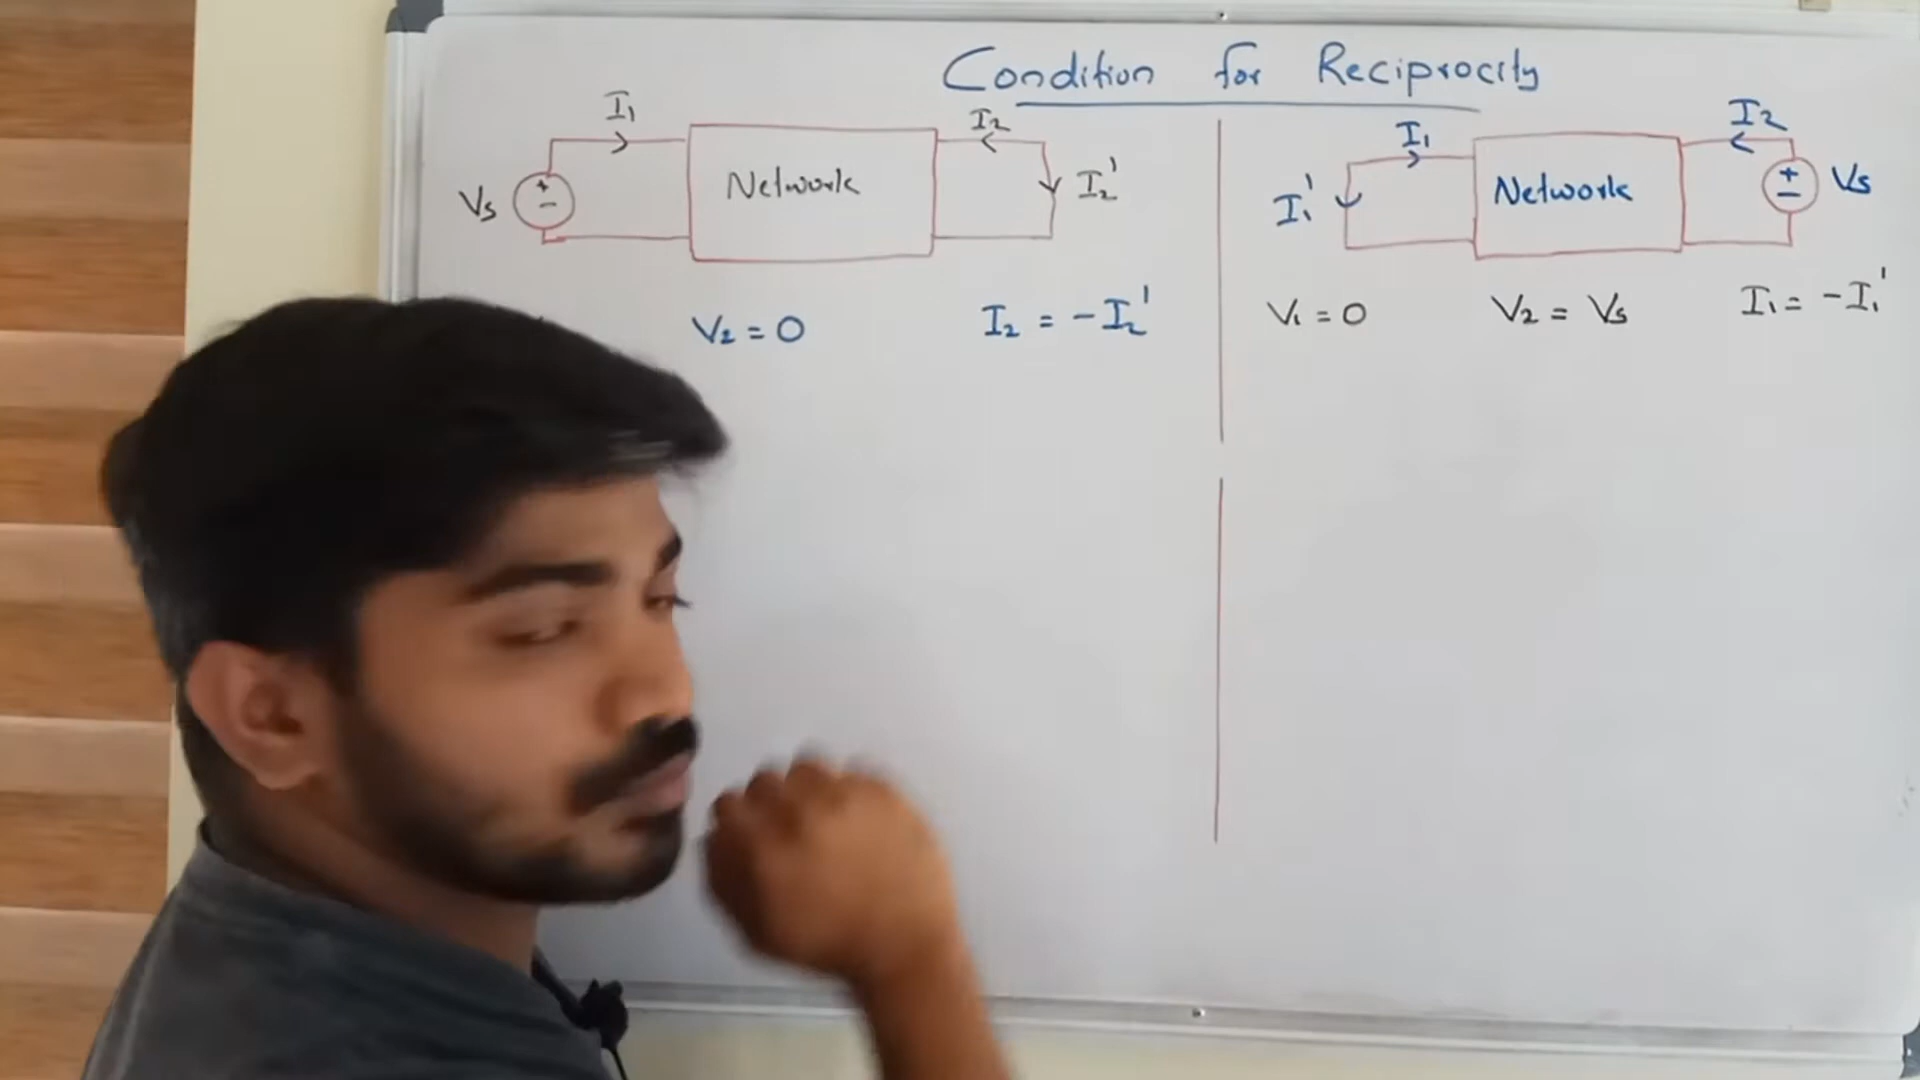 Condition for Reciprocity
I₁
I₂
Vs
+
−
Network
I₂'
V₂ = 0
I₂ = −I₂'
I₁
I₂
I₁'
Network
+
−
Vs
V₁ = 0
V₂ = Vs
I₁ = −I₁'